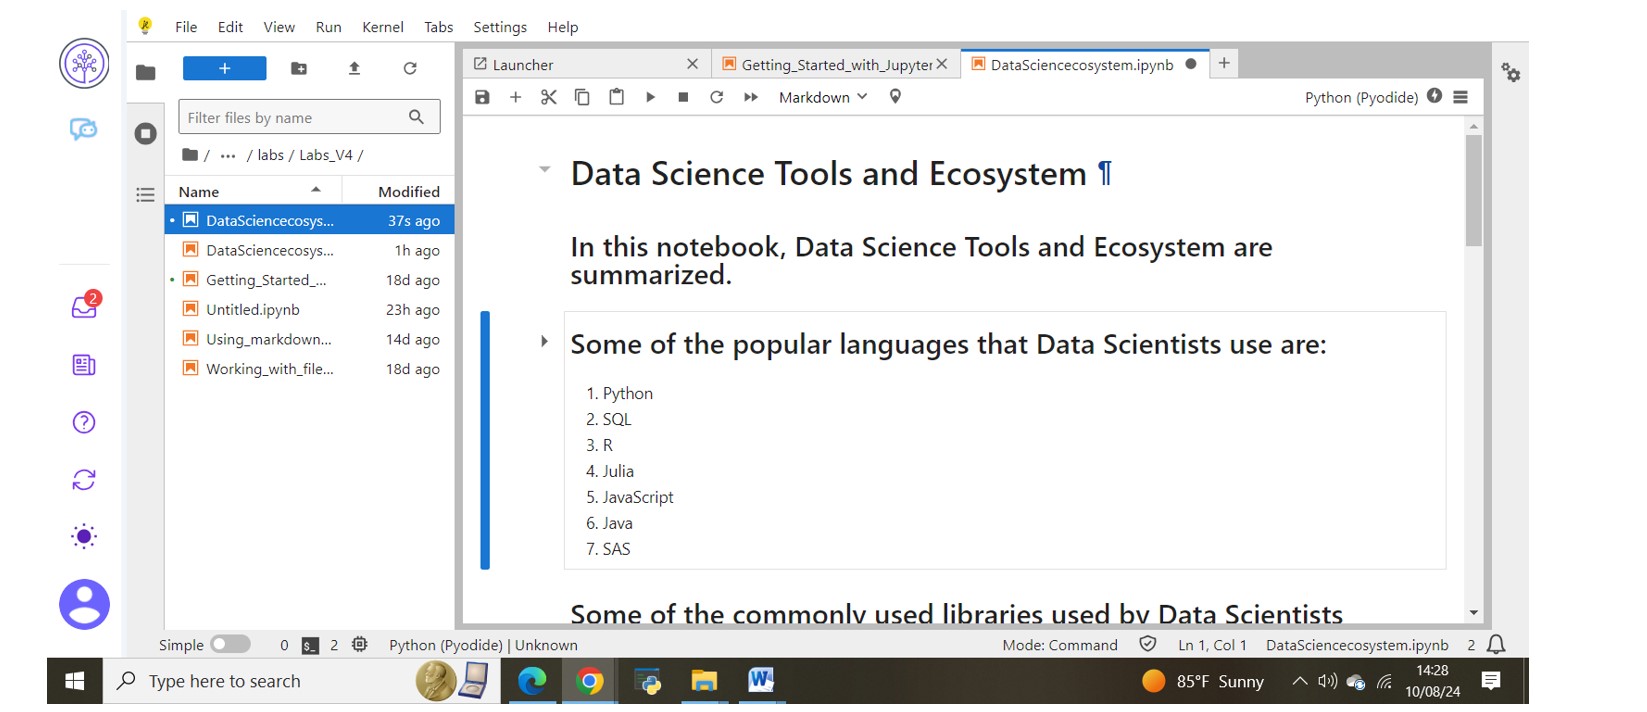 File Edit View Run Kernel Tabs Settings Help
Launcher
Getting_Started_with_Jupyter
DataSciencecosystem.ipynb
+
Filter files by name
Markdown
Python (Pyodide)
/ ··· / labs / Labs_V4 /
Name Modified
DataSciencecosys... 37s ago
DataSciencecosys... 1h ago
Getting_Started_... 18d ago
Untitled.ipynb 23h ago
Using_markdown... 14d ago
Working_with_file... 18d ago
2
Data Science Tools and Ecosystem ¶
In this notebook, Data Science Tools and Ecosystem are
summarized.
Some of the popular languages that Data Scientists use are:
1. Python
2. SQL
3. R
4. Julia
5. JavaScript
6. Java
7. SAS
Some of the commonly used libraries used by Data Scientists
Simple 0 $_ 2 Python (Pyodide) | Unknown Mode: Command Ln 1, Col 1 DataSciencecosystem.ipynb 2
Type here to search
W
85°F Sunny
14:28
10/08/24